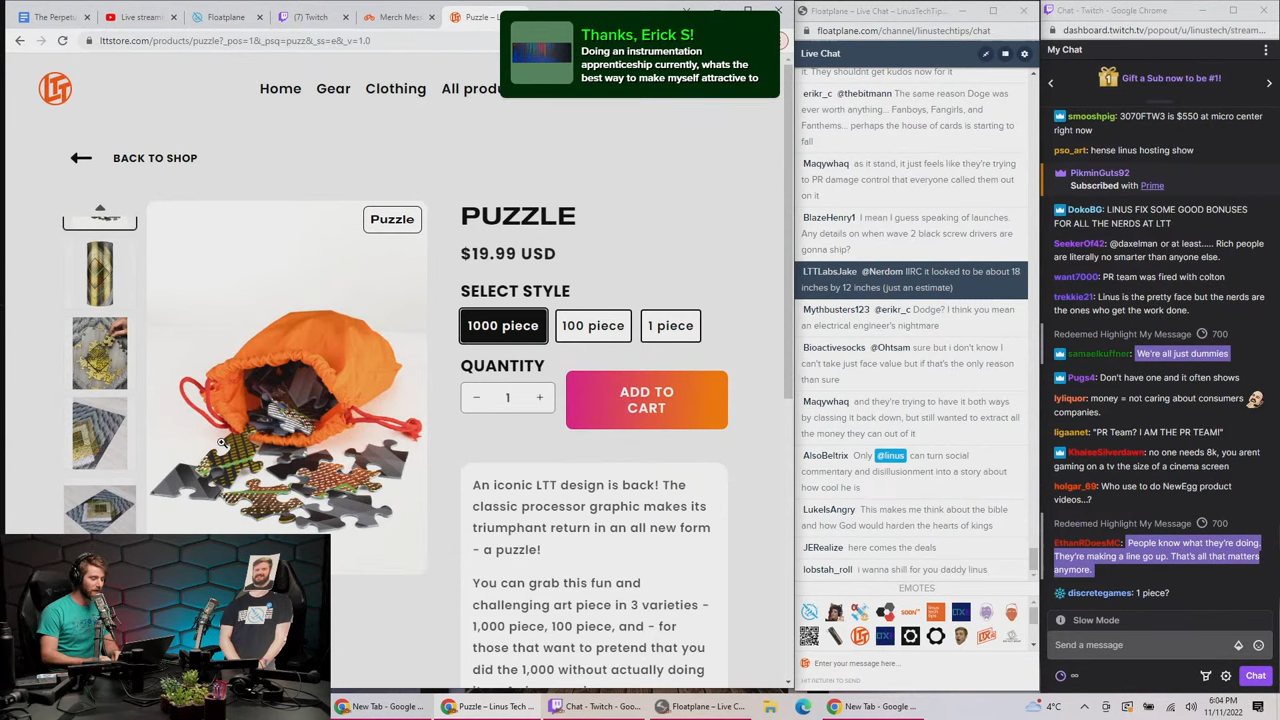 The Perpet
Live stream
Floatplane
(7) Twitch
Merch Mess
Puzzle – Lin
lttstore.com/products/puzzle?_pos=1&_psq=puzz&_ss=e&_v=1.0
Thanks, Erick S!
Doing an instrumentation
apprenticeship currently, whats the
best way to make myself attractive to
Home Gear Clothing All produ
BACK TO SHOP
Puzzle
PUZZLE
$19.99 USD
SELECT STYLE
1000 piece 100 piece 1 piece
QUANTITY
− 1 +
ADD TO
CART
An iconic LTT design is back! The
classic processor graphic makes its
triumphant return in an all new form
- a puzzle!
You can grab this fun and
challenging art piece in 3 varieties -
1,000 piece, 100 piece, and - for
those that want to pretend that you
did the 1,000 without actually doing
Floatplane – Live Chat – LinusTechTips
floatplane.com/channel/linustechtips/chat
Live Chat
it. They shouldnt get kudos now for it
erikr_c @thebitmann The same reason Doge was
ever worth anything... Fanboys, Fangirls, and
Fanthems... perhaps the house of cards is starting to
fall
Maqywhaq as it stand, it just feels like they're trying
to PR damage control that everyone called them out
on it
BlazeHenry1 I mean I guess speaking of launches.
Any details on when wave 2 black screw drivers are
gonna ship?
LTTLabsJake @Nerdom IIRC it looked to be about 18
inches by 12 inches (just an estimate)
Mythbusters123 @erikr_c Dodge? I think you mean
an electrical engineer's nightmare
Bioactivesocks @Ohtsam sure but i don't know I
can't take just face value but if that's the only reason
than sure
Maqywhaq and they're trying to have it both ways
by classing it back down, but still wanted to extract all
the money they can out of it
AlsoBeltrix Only @linus can turn social
commentary and disillusionment into a story about
how cool he is
LukeIsAngry This makes me think about the bible
and how God would harden the hearts of kings
JERealize here comes the deals
lobstah_roll i wanna shill for you daddy linus
EMOTES
Enter your message here...
HIT RETURN TO SEND
Chat - Twitch - Google Chrome
dashboard.twitch.tv/popout/u/linustech/stream...
My Chat
Gift a Sub now to be #1!
smooshpig: 3070FTW3 is $550 at micro center
right now
pso_art: hense linus hosting show
PikminGuts92
Subscribed with Prime
DokoBG: LINUS FIX SOME GOOD BONUSES
FOR ALL THE NERDS AT LTT
SeekerOf42: @daxelman or at least..... Rich people
are literally no smarter than anyone else.
want7000: PR team was fired with colton
trekkie21: Linus is the pretty face but the nerds are
the ones who get the work done.
Redeemed Highlight My Message 700
samaelkuffner: We're all just dummies
Pugs4: Don't have one and it often shows
lyliquor: money = not caring about consumers
companies.
ligaanet: "PR Team? I AM THE PR TEAM!"
KhaiseSilverdawn: no one needs 8k, you arent
gaming on a tv the size of a cinema screen
holgar_69: Who use to do NewEgg product
videos...?
Redeemed Highlight My Message 700
EthanRDoesMC: People know what they're doing.
They're making a line go up. That's all that matters
anymore.
discretegames: 1 piece?
Slow Mode
Send a message
∞
Chat
New Tab - Google ...
Puzzle – Linus Tech ...
Chat - Twitch - Goo...
Floatplane – Live C...
New Tab - Google ...
4°C
6:04 PM
11/11/2022